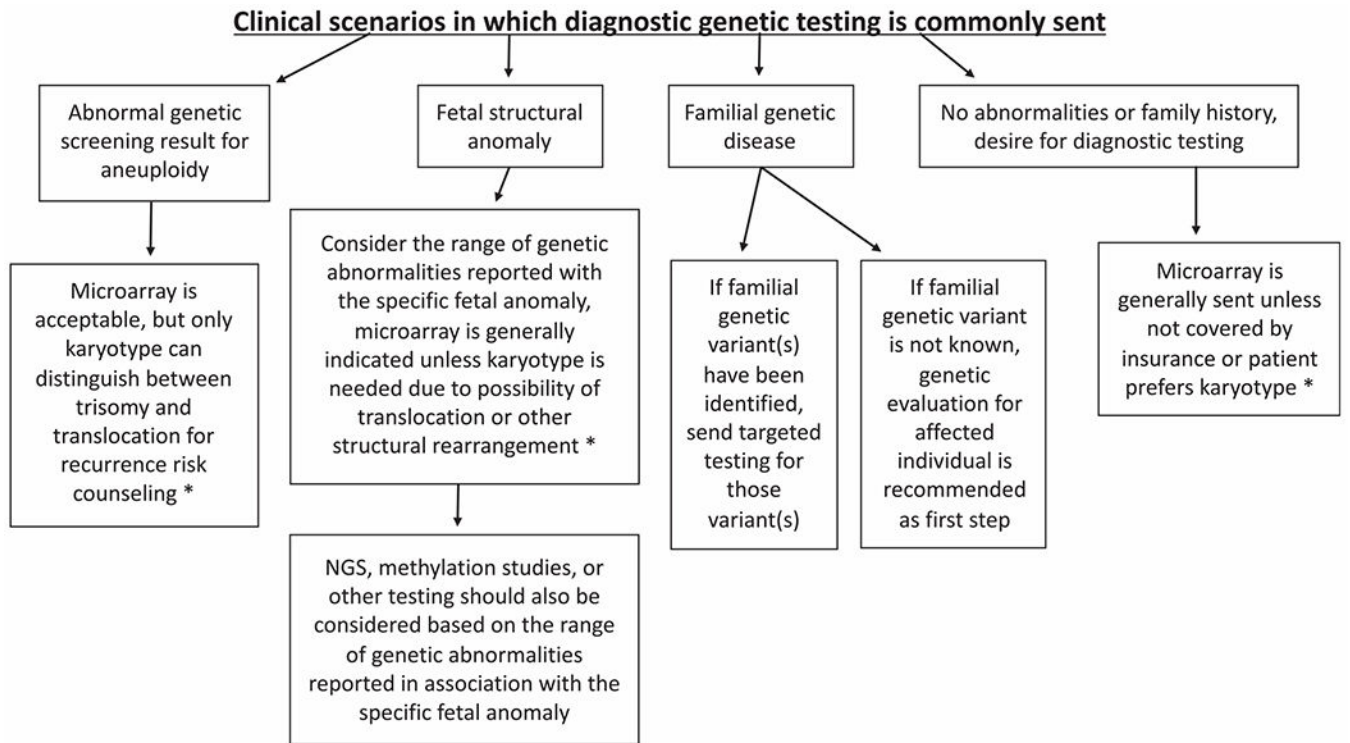 Clinical scenarios in which diagnostic genetic testing is commonly sent
Abnormal genetic
screening result for
aneuploidy
Microarray is
acceptable, but only
karyotype can
distinguish between
trisomy and
translocation for
recurrence risk
counseling *
Fetal structural
anomaly
Consider the range of genetic
abnormalities reported with
the specific fetal anomaly,
microarray is generally
indicated unless karyotype is
needed due to possibility of
translocation or other
structural rearrangement *
NGS, methylation studies, or
other testing should also be
considered based on the range
of genetic abnormalities
reported in association with the
specific fetal anomaly
Familial genetic
disease
If familial
genetic
variant(s)
have been
identified,
send targeted
testing for
those
variant(s)
If familial
genetic variant
is not known,
genetic
evaluation for
affected
individual is
recommended
as first step
No abnormalities or family history,
desire for diagnostic testing
Microarray is
generally sent unless
not covered by
insurance or patient
prefers karyotype *